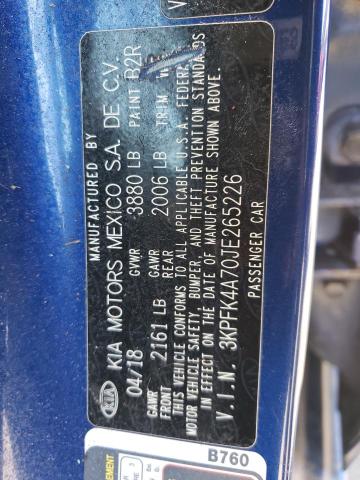 MANUFACTURED BY
KIA KIA MOTORS MEXICO S.A. DE C.V.
04/18 GVWR 3880 LB PAINT B2R
GAWR FRONT 2161 LB GAWR REAR 2006 LB TRIM
THIS VEHICLE CONFORMS TO ALL APPLICABLE U.S.A. FEDERAL
MOTOR VEHICLE SAFETY, BUMPER, AND THEFT PREVENTION STANDARDS
IN EFFECT ON THE DATE OF MANUFACTURE SHOWN ABOVE.
V.I.N. 3KPFK4A70JE265226
PASSENGER CAR
B760